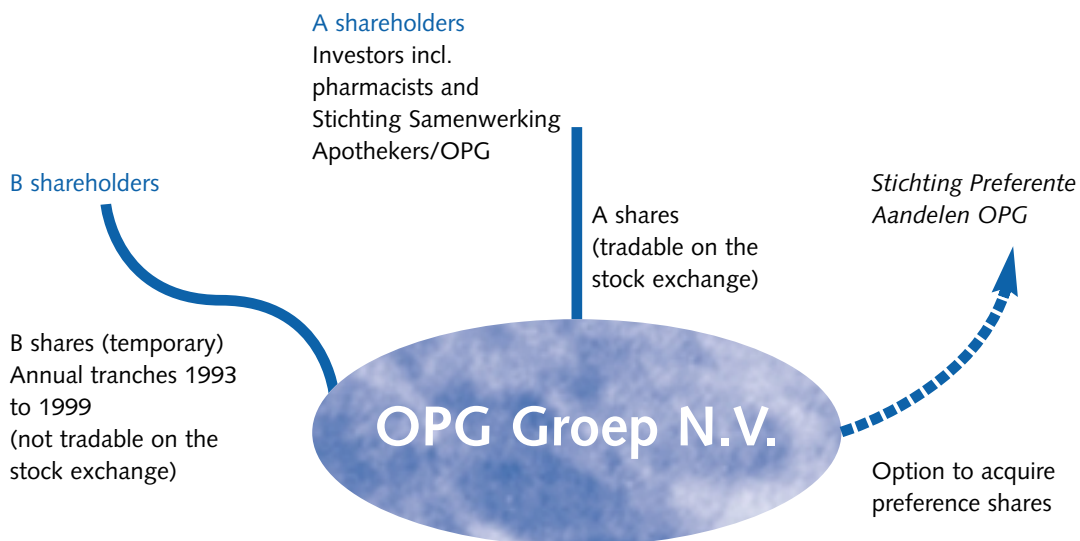 A shareholders
Investors incl.
pharmacists and
Stichting Samenwerking
Apothekers/OPG
B shareholders
Stichting Preferente
Aandelen OPG
A shares
(tradable on the
stock exchange)
B shares (temporary)
Annual tranches 1993
to 1999
(not tradable on the
stock exchange)
OPG Groep N.V.
Option to acquire
preference shares